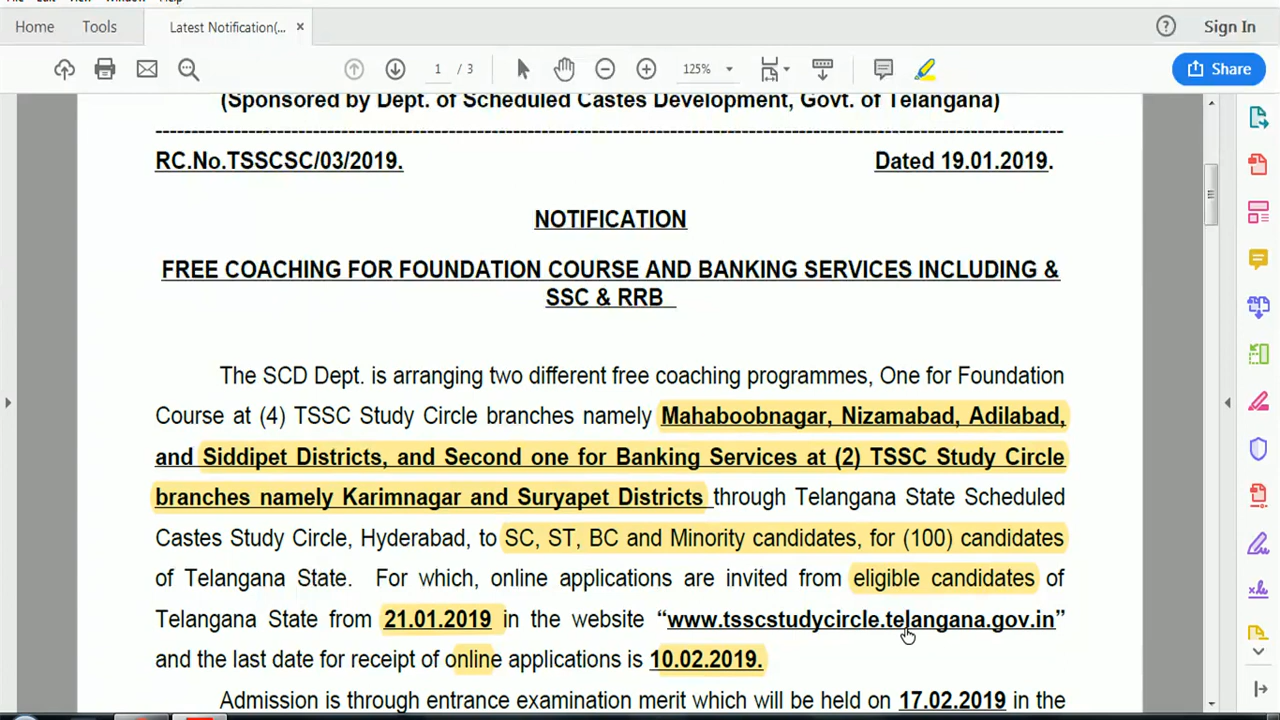 Home Tools Latest Notification(... × Sign In
1 / 3 125% Share
(Sponsored by Dept. of Scheduled Castes Development, Govt. of Telangana)
RC.No.TSSCSC/03/2019. Dated 19.01.2019.
NOTIFICATION
FREE COACHING FOR FOUNDATION COURSE AND BANKING SERVICES INCLUDING &
SSC & RRB
The SCD Dept. is arranging two different free coaching programmes, One for Foundation
Course at (4) TSSC Study Circle branches namely Mahaboobnagar, Nizamabad, Adilabad,
and Siddipet Districts, and Second one for Banking Services at (2) TSSC Study Circle
branches namely Karimnagar and Suryapet Districts through Telangana State Scheduled
Castes Study Circle, Hyderabad, to SC, ST, BC and Minority candidates, for (100) candidates
of Telangana State. For which, online applications are invited from eligible candidates of
Telangana State from 21.01.2019 in the website “www.tsscstudycircle.telangana.gov.in”
and the last date for receipt of online applications is 10.02.2019.
Admission is through entrance examination merit which will be held on 17.02.2019 in the